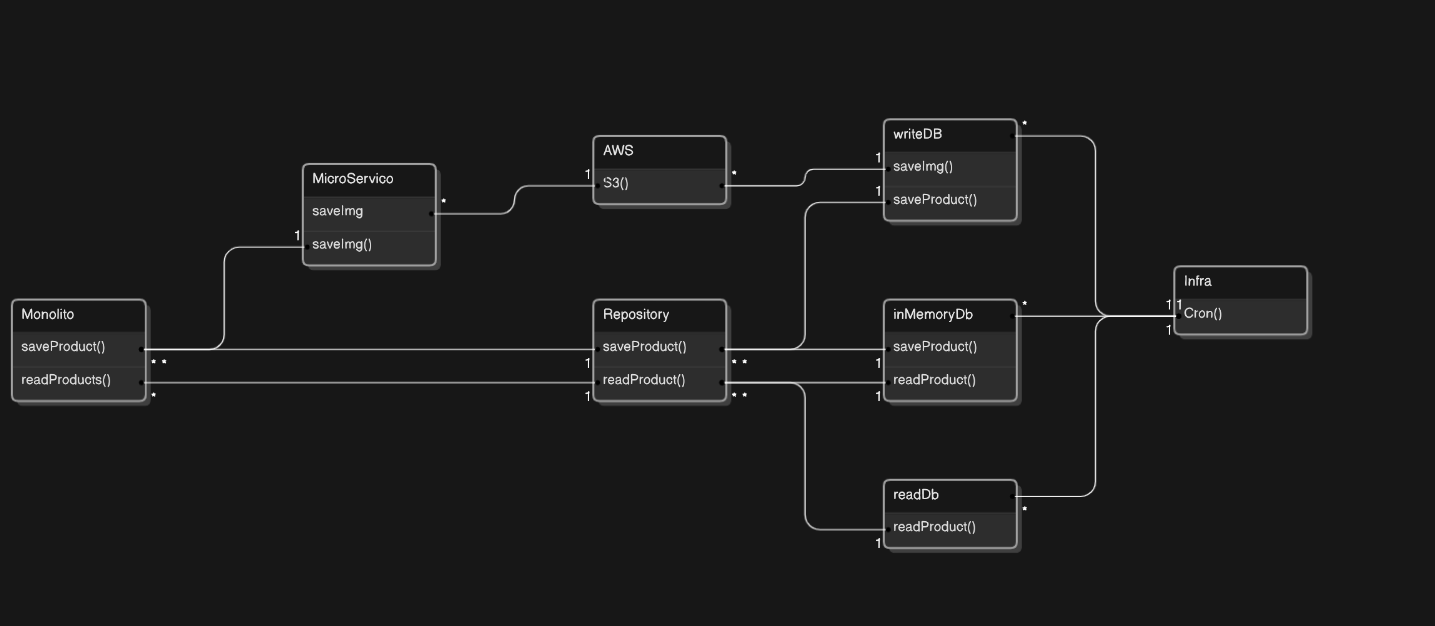 MicroServico
saveImg
saveImg()
1
*
AWS
S3()
1
*
writeDB
saveImg()
saveProduct()
1
1
*
Monolito
saveProduct()
readProducts()
* *
*
Repository
saveProduct()
readProduct()
1
1
* *
* *
inMemoryDb
saveProduct()
readProduct()
1
1
*
readDb
readProduct()
1
*
Infra
Cron()
1 1
1